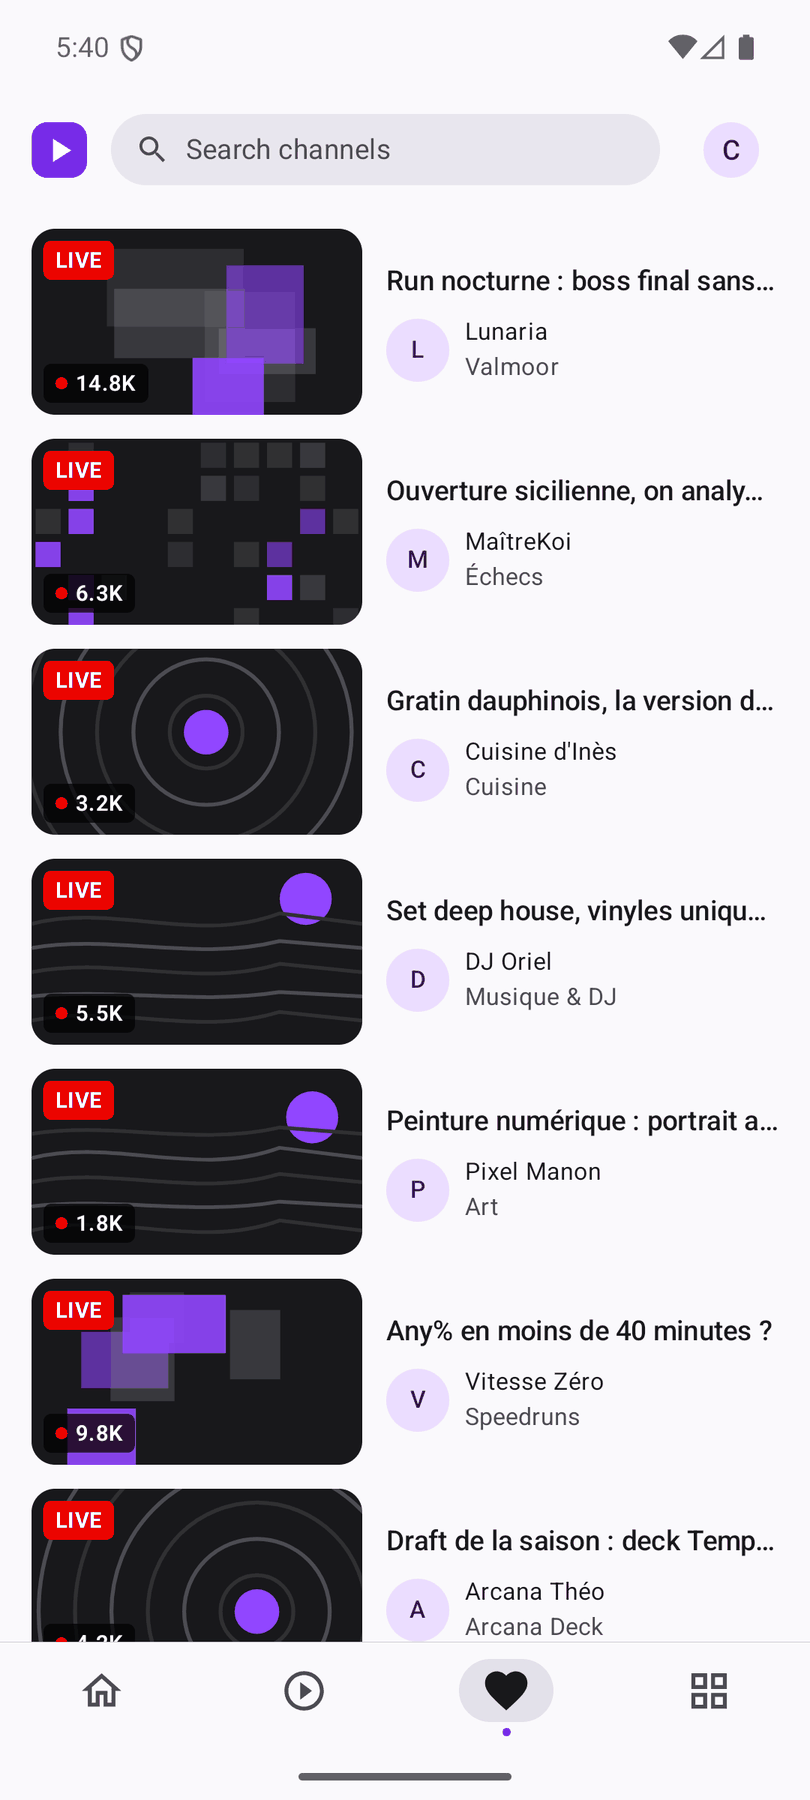 5:40
Search channels
C
LIVE
14.8K
Run nocturne : boss final sans...
L
Lunaria
Valmoor
LIVE
6.3K
Ouverture sicilienne, on analy...
M
MaîtreKoi
Échecs
LIVE
3.2K
Gratin dauphinois, la version d...
C
Cuisine d'Inès
Cuisine
LIVE
5.5K
Set deep house, vinyles uniqu...
D
DJ Oriel
Musique & DJ
LIVE
1.8K
Peinture numérique : portrait a...
P
Pixel Manon
Art
LIVE
9.8K
Any% en moins de 40 minutes ?
V
Vitesse Zéro
Speedruns
LIVE
Draft de la saison : deck Temp...
A
Arcana Théo
Arcana Deck